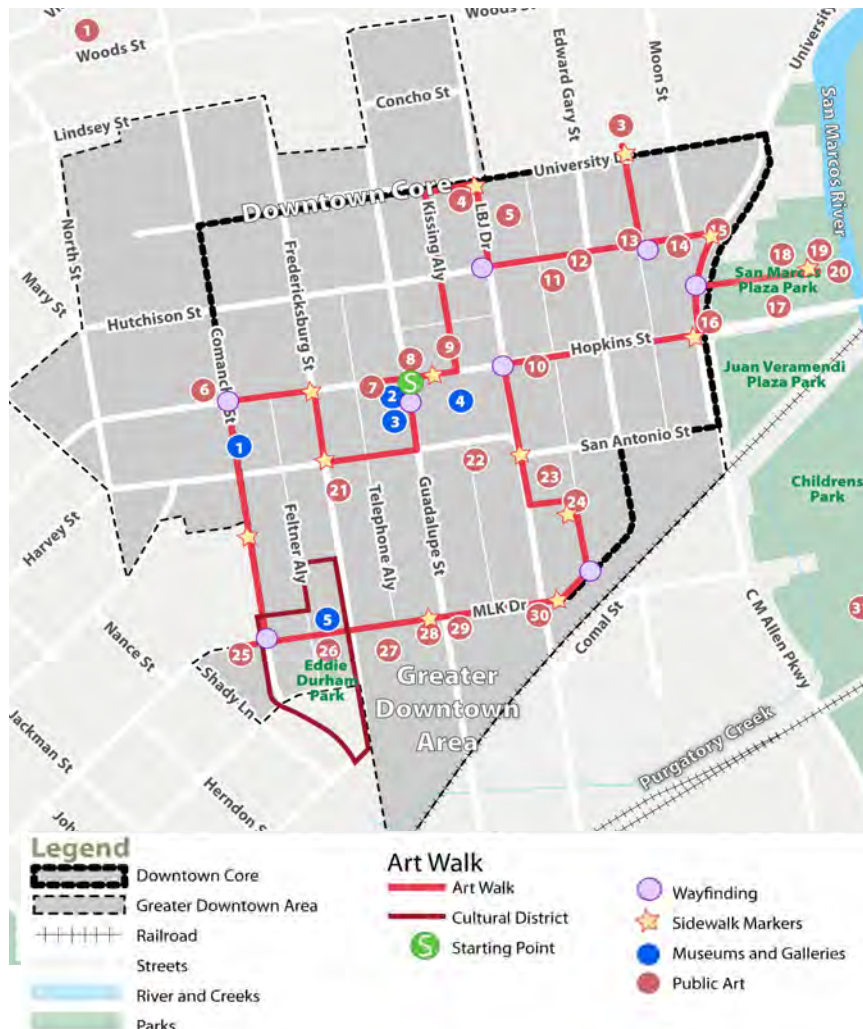 Woods St
University
1
Woods St
Edward Gary St
Moon St
Concho St
Lindsey St
3
San Marcos River
University
Downtown Core
4
LBJ Dr
5
Kissing Aly
North St
Fredericksburg St
13
14
15
12
11
18
19
20
San Marcos
Plaza Park
17
Mary St
Hutchison St
Comanche St
16
Hopkins St
9
8
S
7
10
Juan Veramendi
Plaza Park
6
2
4
3
1
San Antonio St
22
23
21
24
Childrens
Park
Harvey St
Feltner Aly
Telephone Aly
Guadalupe St
C M Allen Pkwy
Comal St
Nance St
MLK Dr
5
28
29
30
25
26
27
Eddie
Durham
Park
Greater
Downtown
Area
Shady Ln
Jackman St
Herndon S
Purgatory Creek
Legend
Downtown Core
Greater Downtown Area
Railroad
Streets
River and Creeks
Parks
Art Walk
Art Walk
Cultural District
Starting Point
Wayfinding
Sidewalk Markers
Museums and Galleries
Public Art